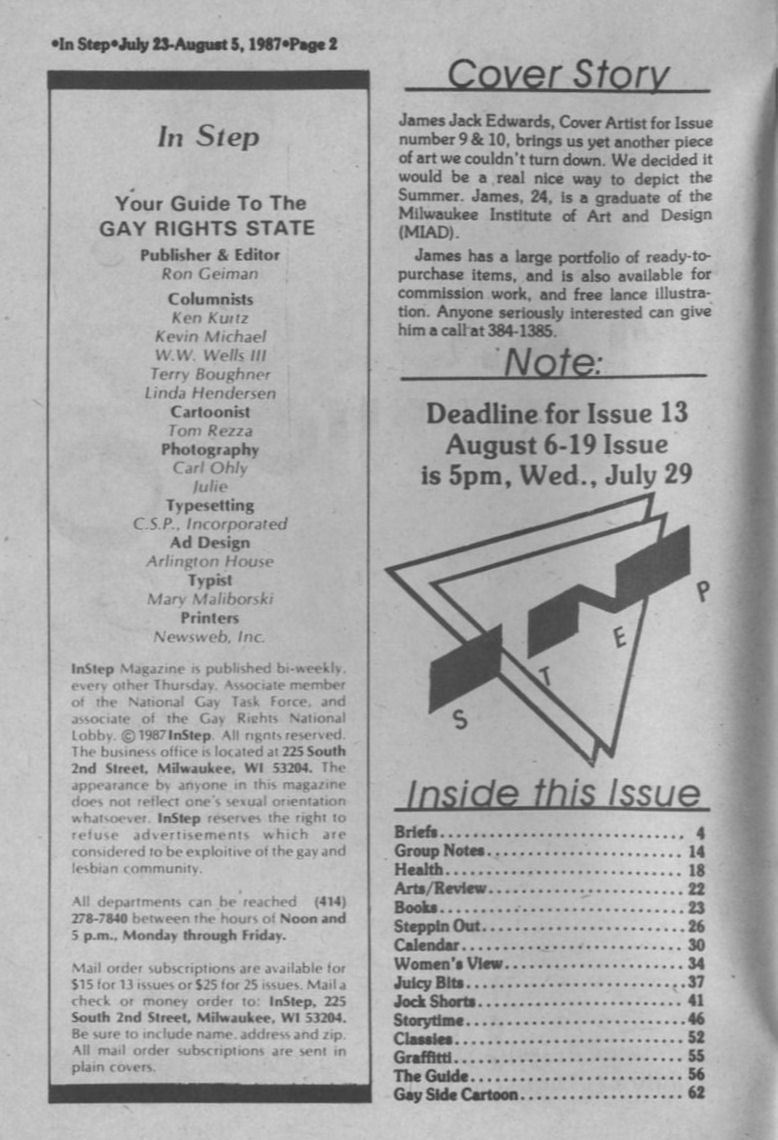 •In Step•July 23-August 5, 1987•Page 2
In Step
Your Guide To The
GAY RIGHTS STATE
Publisher & Editor
Ron Geiman
Columnists
Ken Kurtz
Kevin Michael
W.W. Wells III
Terry Boughner
Linda Hendersen
Cartoonist
Tom Rezza
Photography
Carl Ohly
Julie
Typesetting
C.S.P., Incorporated
Ad Design
Arlington House
Typist
Mary Maliborski
Printers
Newsweb, Inc.
InStep Magazine is published bi-weekly,
every other Thursday. Associate member
of the National Gay Task Force, and
associate of the Gay Rights National
Lobby. © 1987 InStep. All rights reserved.
The business office is located at 225 South
2nd Street, Milwaukee, WI 53204. The
appearance by anyone in this magazine
does not reflect one's sexual orientation
whatsoever. InStep reserves the right to
refuse advertisements which are
considered to be exploitive of the gay and
lesbian community.
All departments can be reached (414)
278-7840 between the hours of Noon and
5 p.m., Monday through Friday.
Mail order subscriptions are available for
$15 for 13 issues or $25 for 25 issues. Mail a
check or money order to: InStep, 225
South 2nd Street, Milwaukee, WI 53204.
Be sure to include name, address and zip.
All mail order subscriptions are sent in
plain covers.
Cover Story
James Jack Edwards, Cover Artist for Issue
number 9 & 10, brings us yet another piece
of art we couldn't turn down. We decided it
would be a real nice way to depict the
Summer. James, 24, is a graduate of the
Milwaukee Institute of Art and Design
(MIAD).
James has a large portfolio of ready-to-
purchase items, and is also available for
commission work, and free lance illustra-
tion. Anyone seriously interested can give
him a call at 384-1385.
Note:
Deadline for Issue 13
August 6-19 Issue
is 5pm, Wed., July 29
S T E P
Inside this Issue
Briefs.............................. 4
Group Notes........................ 14
Health............................. 18
Arts/Review........................ 22
Books.............................. 23
Steppin Out........................ 26
Calendar........................... 30
Women's View....................... 34
Juicy Bits......................... 37
Jock Shorts........................ 41
Storytime.......................... 46
Classies........................... 52
Graffitti.......................... 55
The Guide.......................... 56
Gay Side Cartoon................... 62